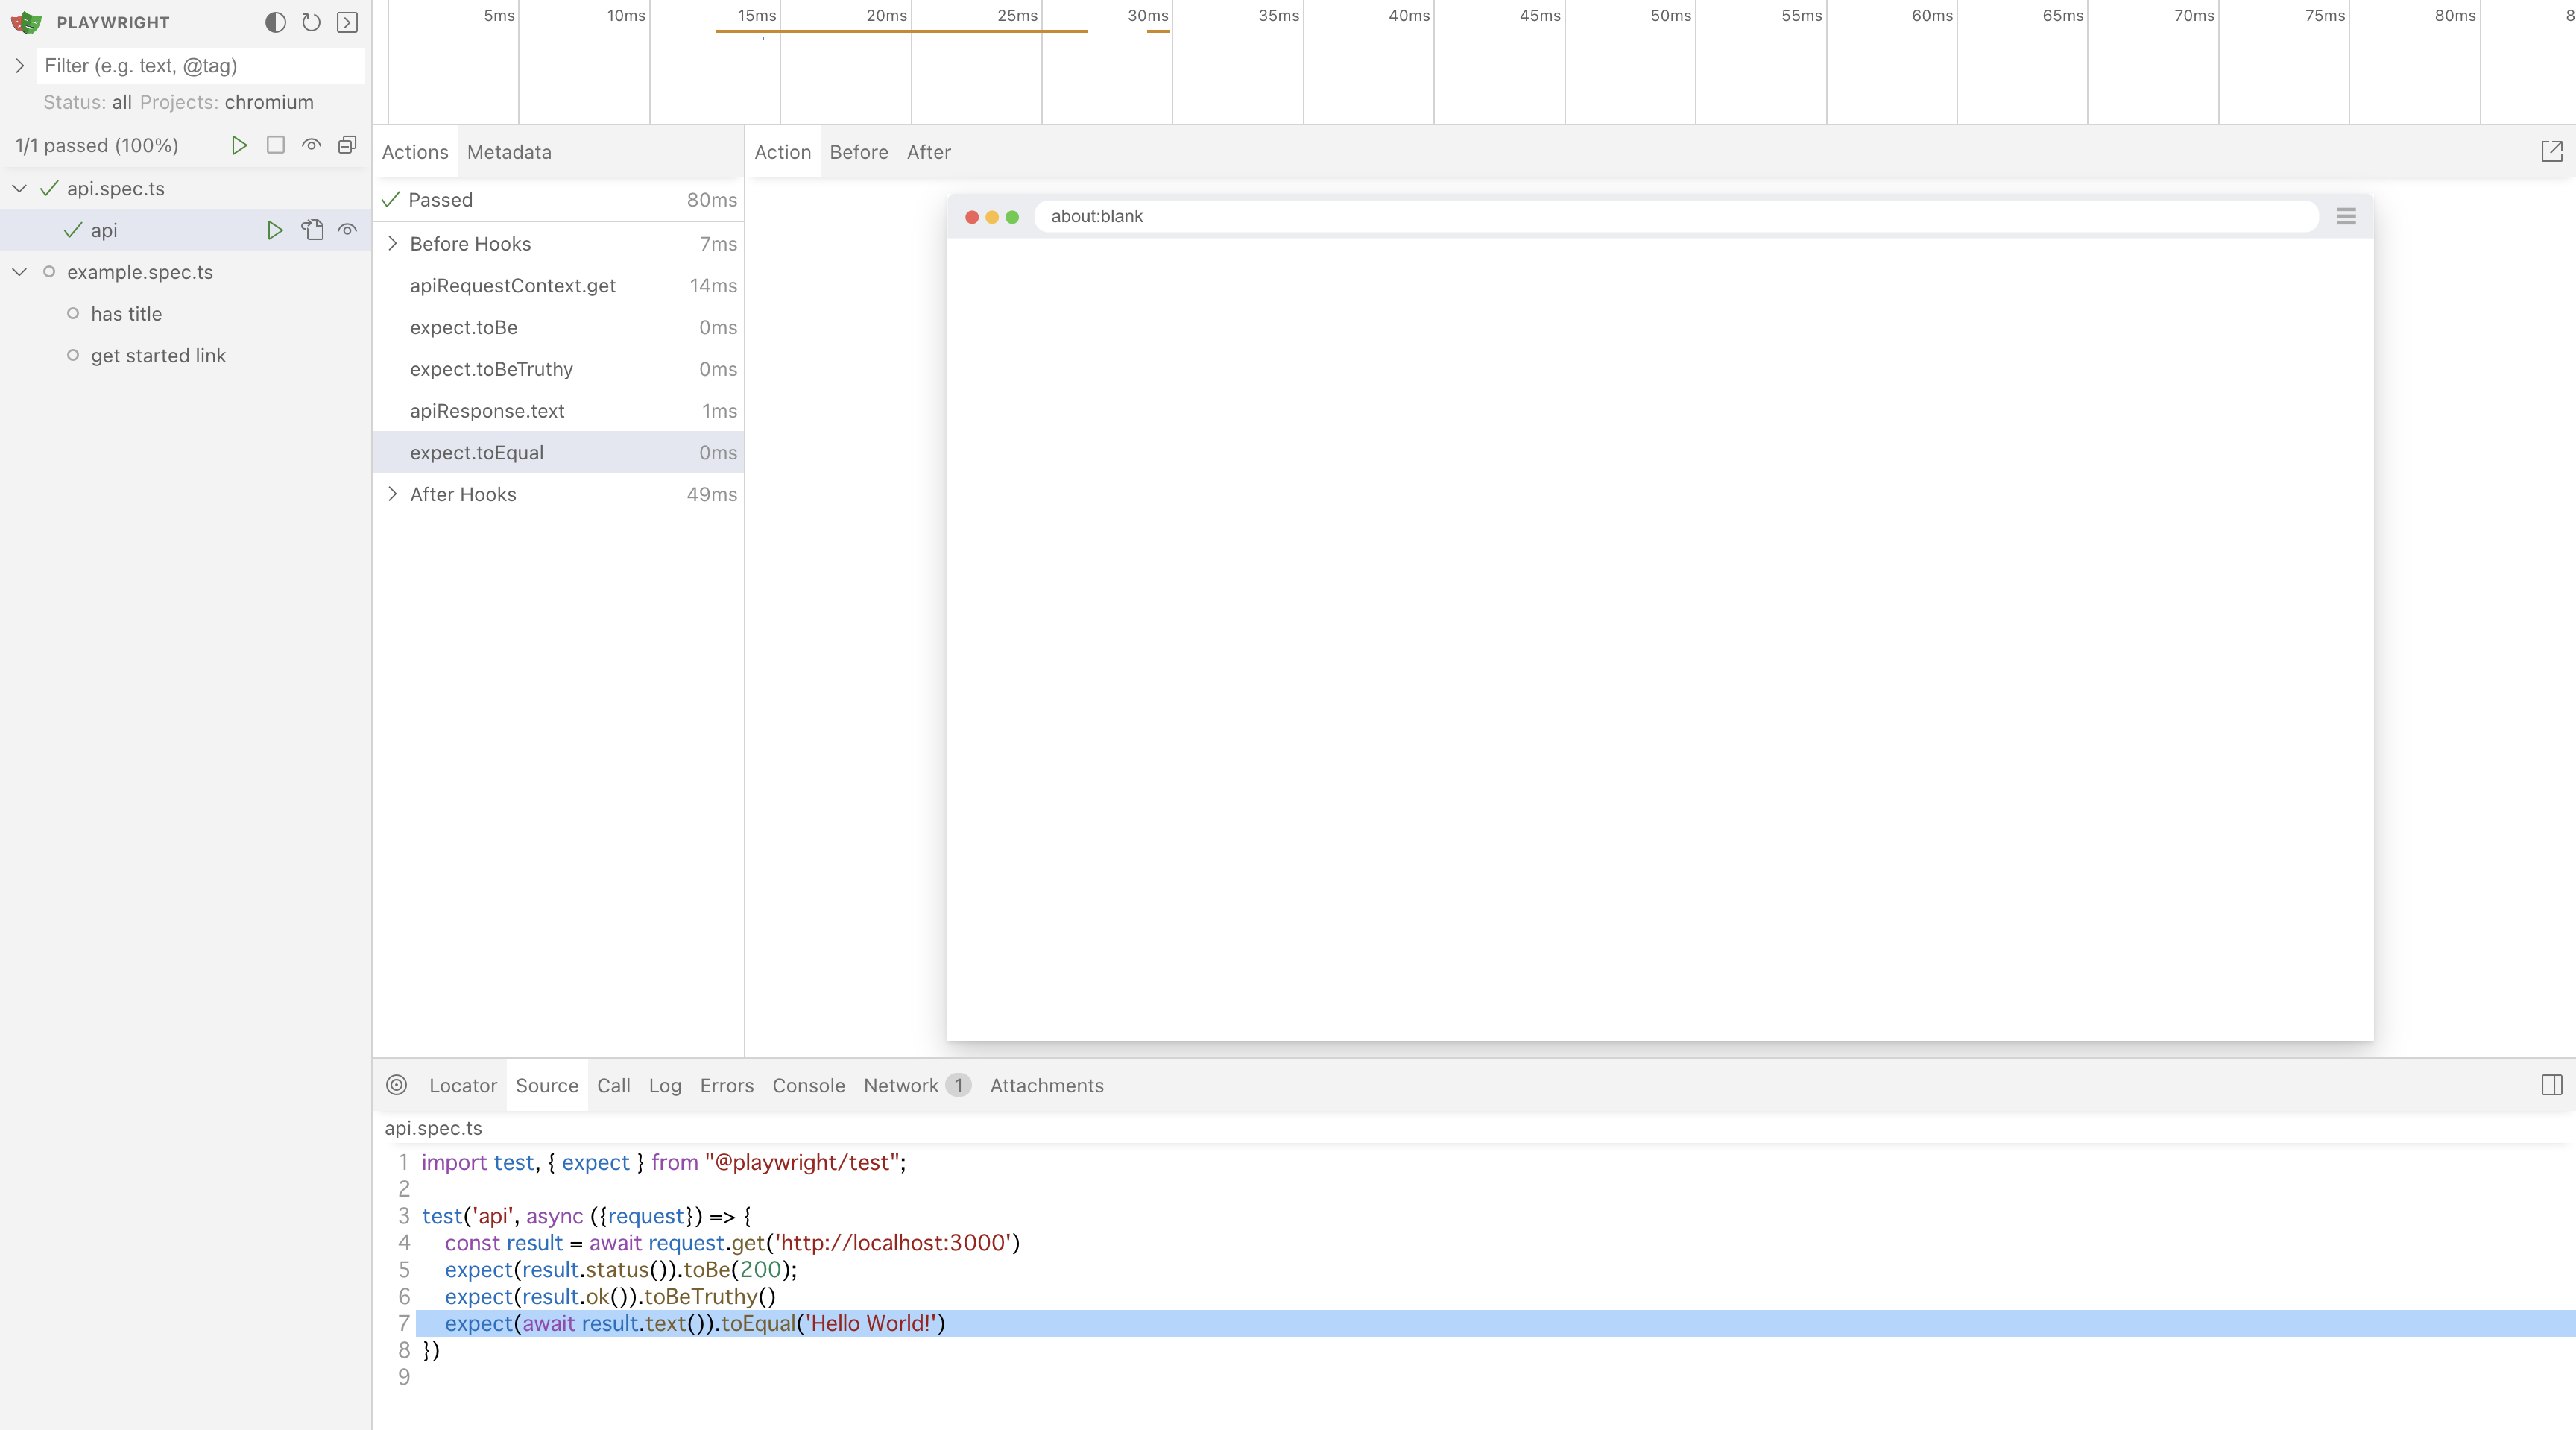 PLAYWRIGHT
Filter (e.g. text, @tag)
Status: all Projects: chromium
1/1 passed (100%)
api.spec.ts
api
example.spec.ts
has title
get started link
5ms 10ms 15ms 20ms 25ms 30ms 35ms 40ms 45ms 50ms 55ms 60ms 65ms 70ms 75ms 80ms 8
Actions Metadata
Passed 80ms
Before Hooks 7ms
apiRequestContext.get 14ms
expect.toBe 0ms
expect.toBeTruthy 0ms
apiResponse.text 1ms
expect.toEqual 0ms
After Hooks 49ms
Action Before After
about:blank
Locator Source Call Log Errors Console Network 1 Attachments
api.spec.ts
1 import test, { expect } from "@playwright/test";
2
3 test('api', async ({request}) => {
4 const result = await request.get('http://localhost:3000')
5 expect(result.status()).toBe(200);
6 expect(result.ok()).toBeTruthy()
7 expect(await result.text()).toEqual('Hello World!')
8 })
9